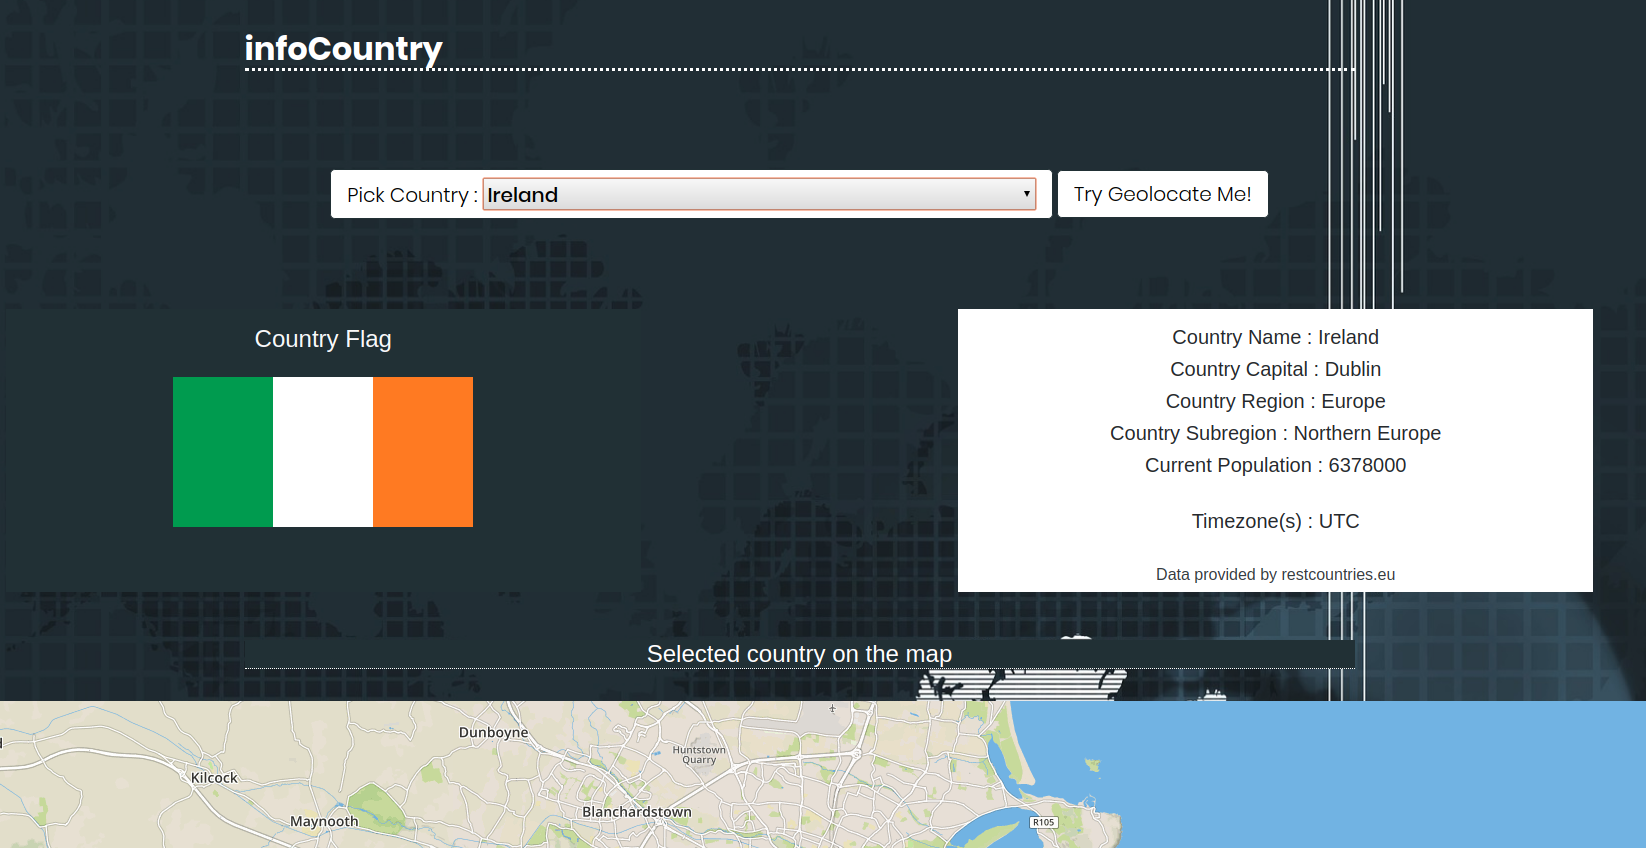 infoCountry
Pick Country : Ireland
Try Geolocate Me!
Country Flag
Country Name : Ireland
Country Capital : Dublin
Country Region : Europe
Country Subregion : Northern Europe
Current Population : 6378000
Timezone(s) : UTC
Data provided by restcountries.eu
Selected country on the map
Dunboyne
Huntstown
Quarry
Kilcock
Blanchardstown
Maynooth
R105